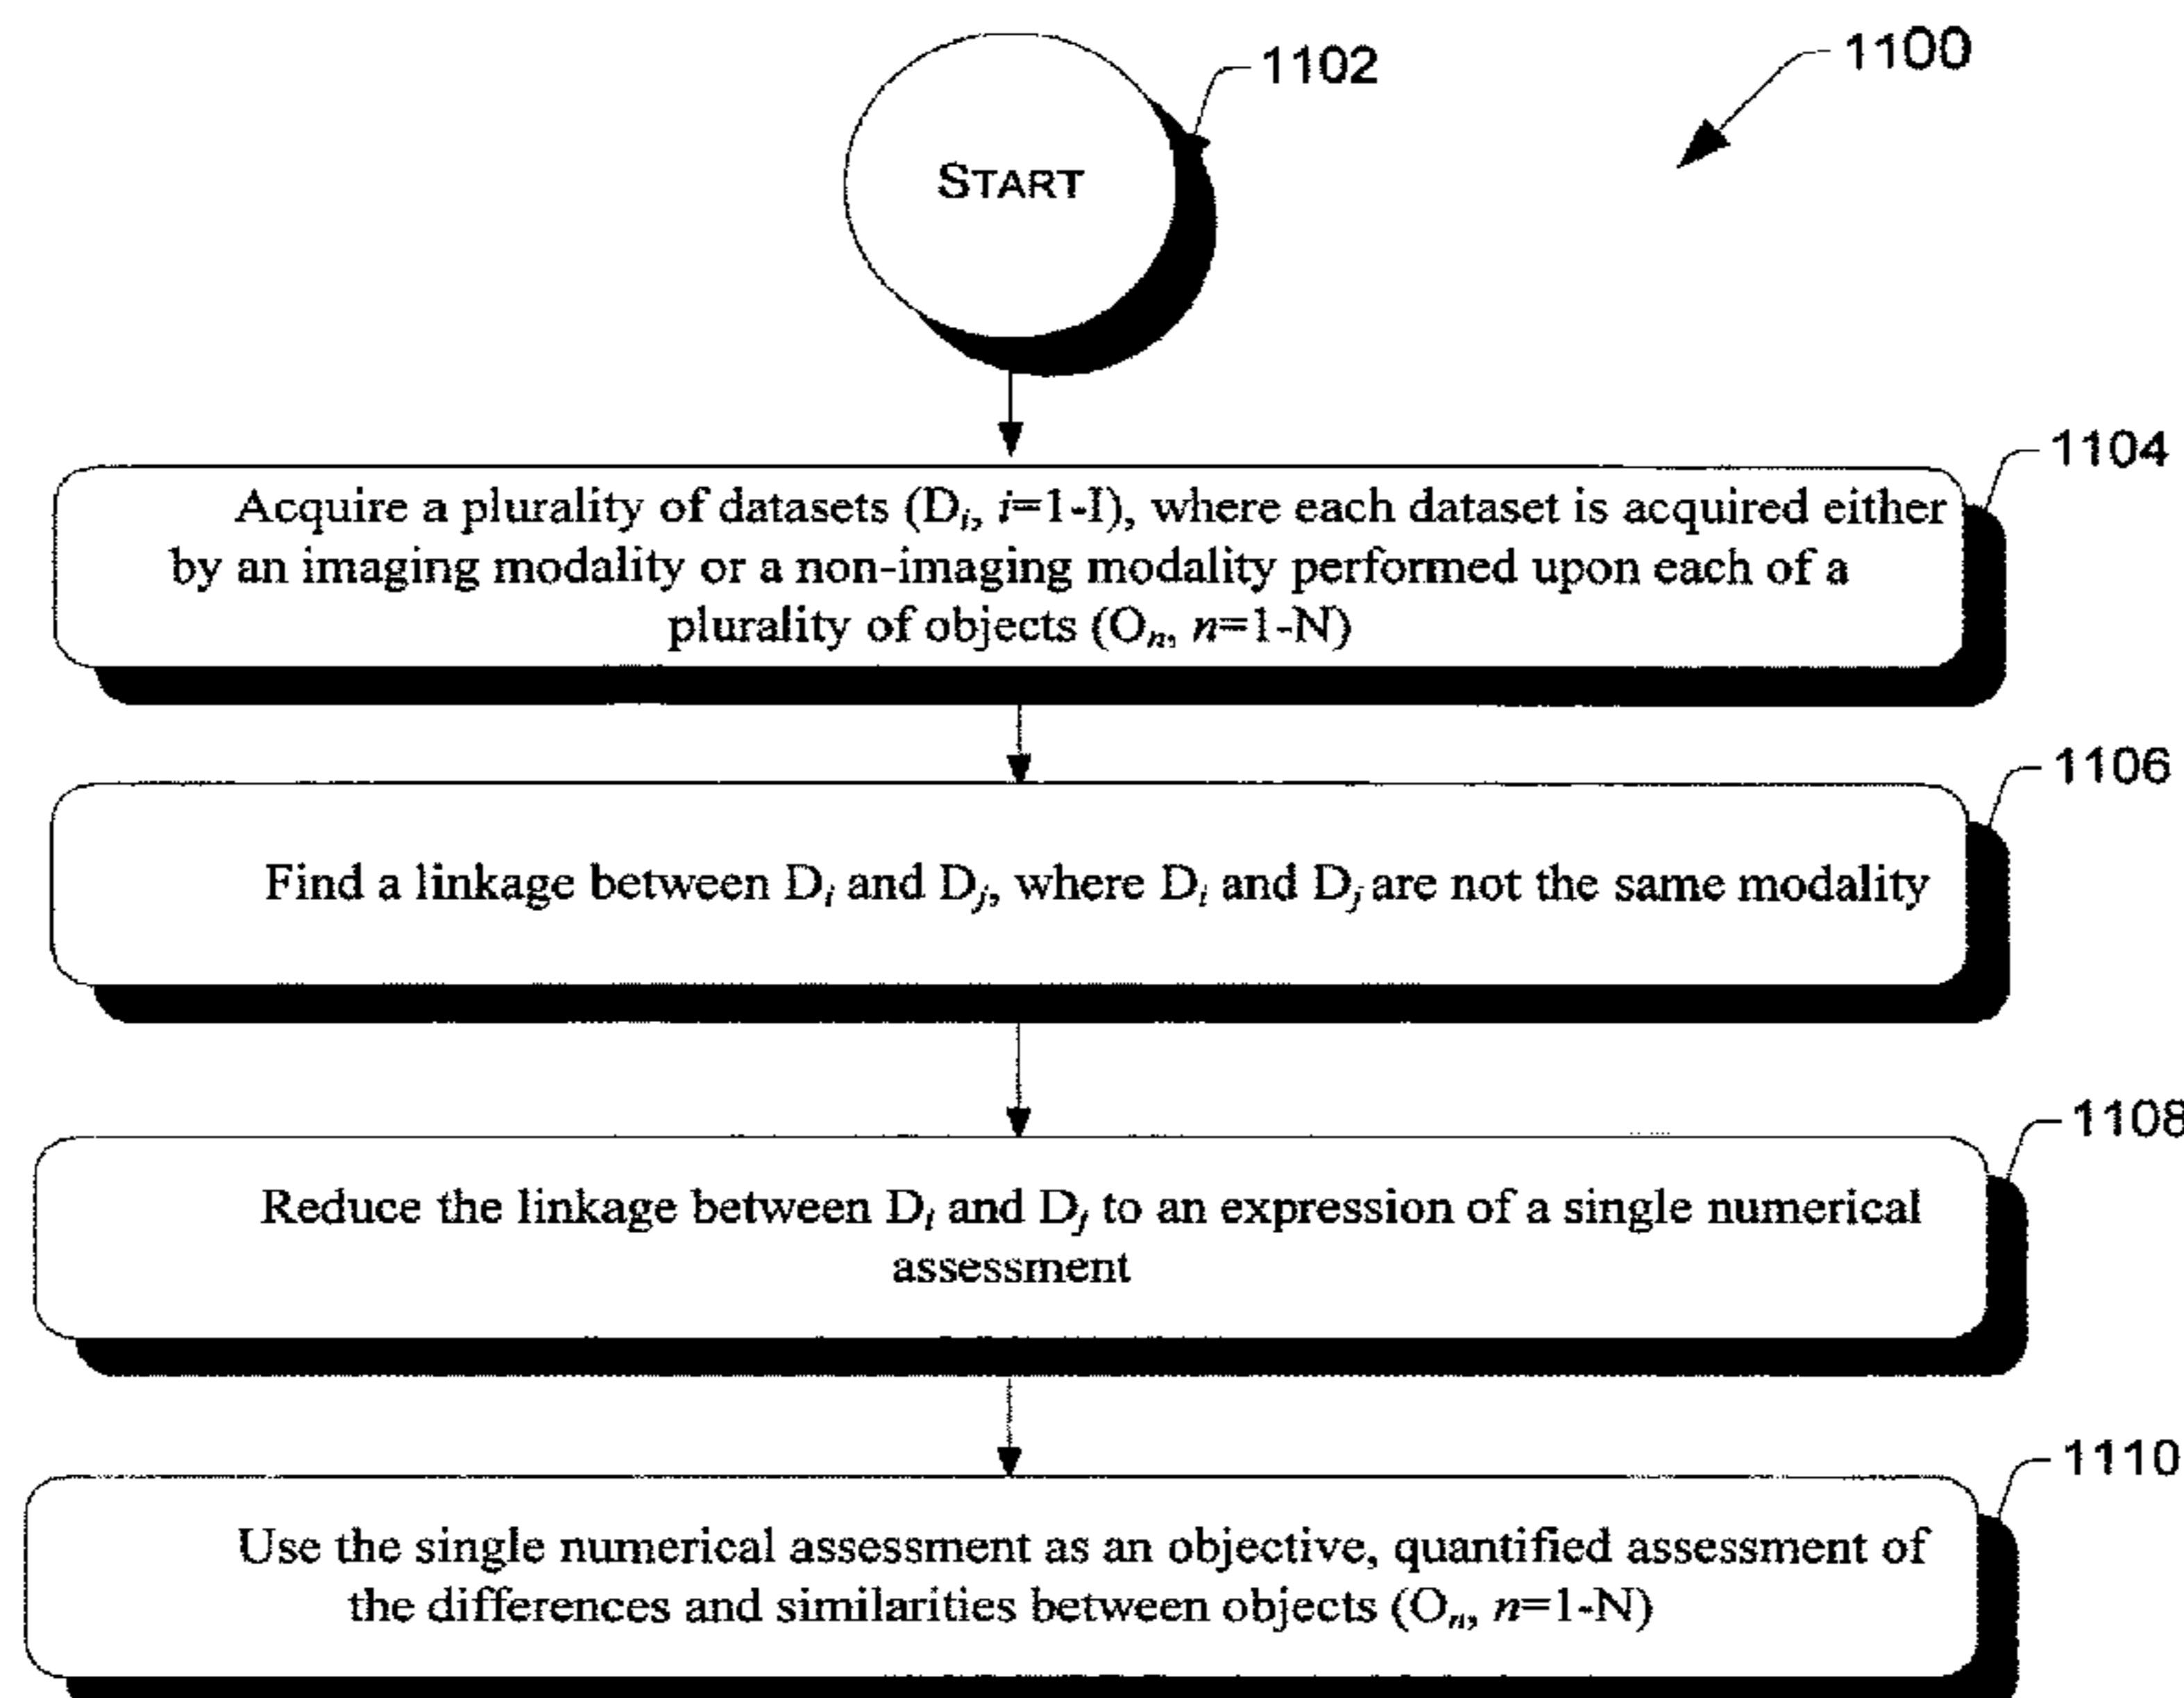 1102
1100
START
1104
Acquire a plurality of datasets (Di, i=1-I), where each dataset is acquired either
by an imaging modality or a non-imaging modality performed upon each of a
plurality of objects (On, n=1-N)
1106
Find a linkage between Di and Dj, where Di and Dj are not the same modality
1108
Reduce the linkage between Di and Dj to an expression of a single numerical
assessment
1110
Use the single numerical assessment as an objective, quantified assessment of
the differences and similarities between objects (On, n=1-N)